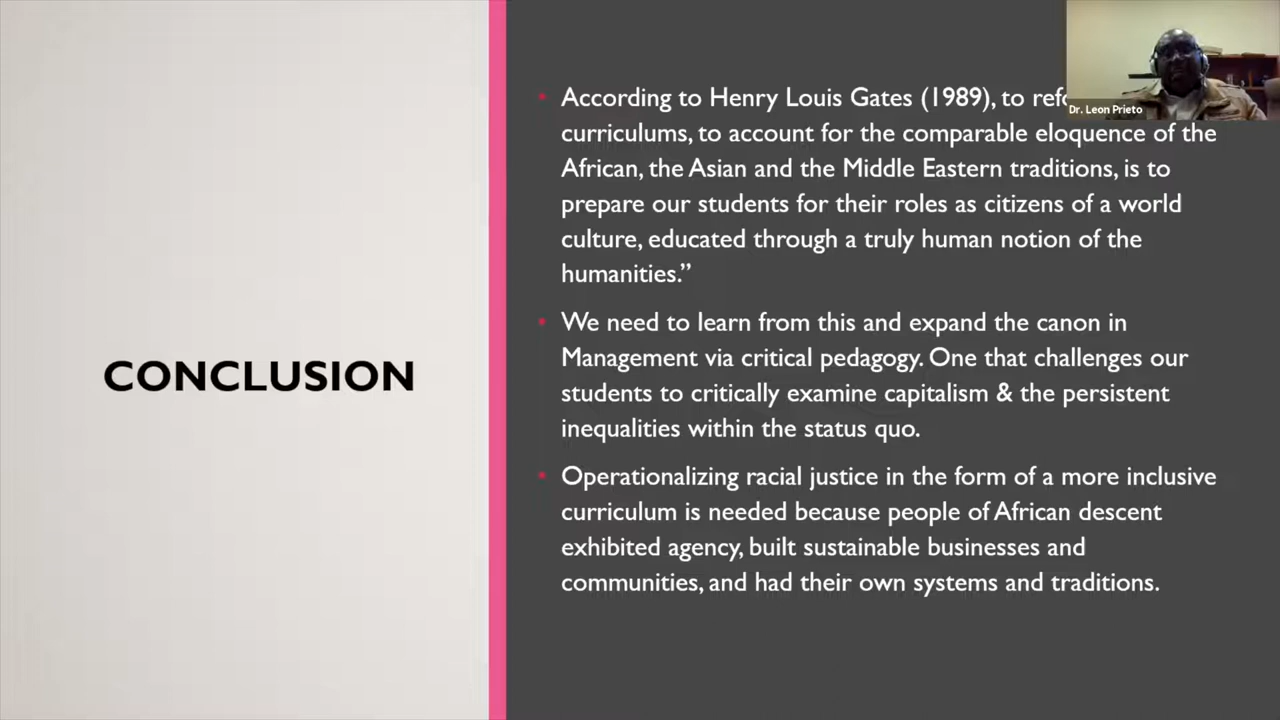 CONCLUSION
• According to Henry Louis Gates (1989), to
curriculums, to account for the comparable eloquence of the
African, the Asian and the Middle Eastern traditions, is to
prepare our students for their roles as citizens of a world
culture, educated through a truly human notion of the
humanities.”
• We need to learn from this and expand the canon in
Management via critical pedagogy. One that challenges our
students to critically examine capitalism & the persistent
inequalities within the status quo.
• Operationalizing racial justice in the form of a more inclusive
curriculum is needed because people of African descent
exhibited agency, built sustainable businesses and
communities, and had their own systems and traditions.
Dr. Leon Prieto